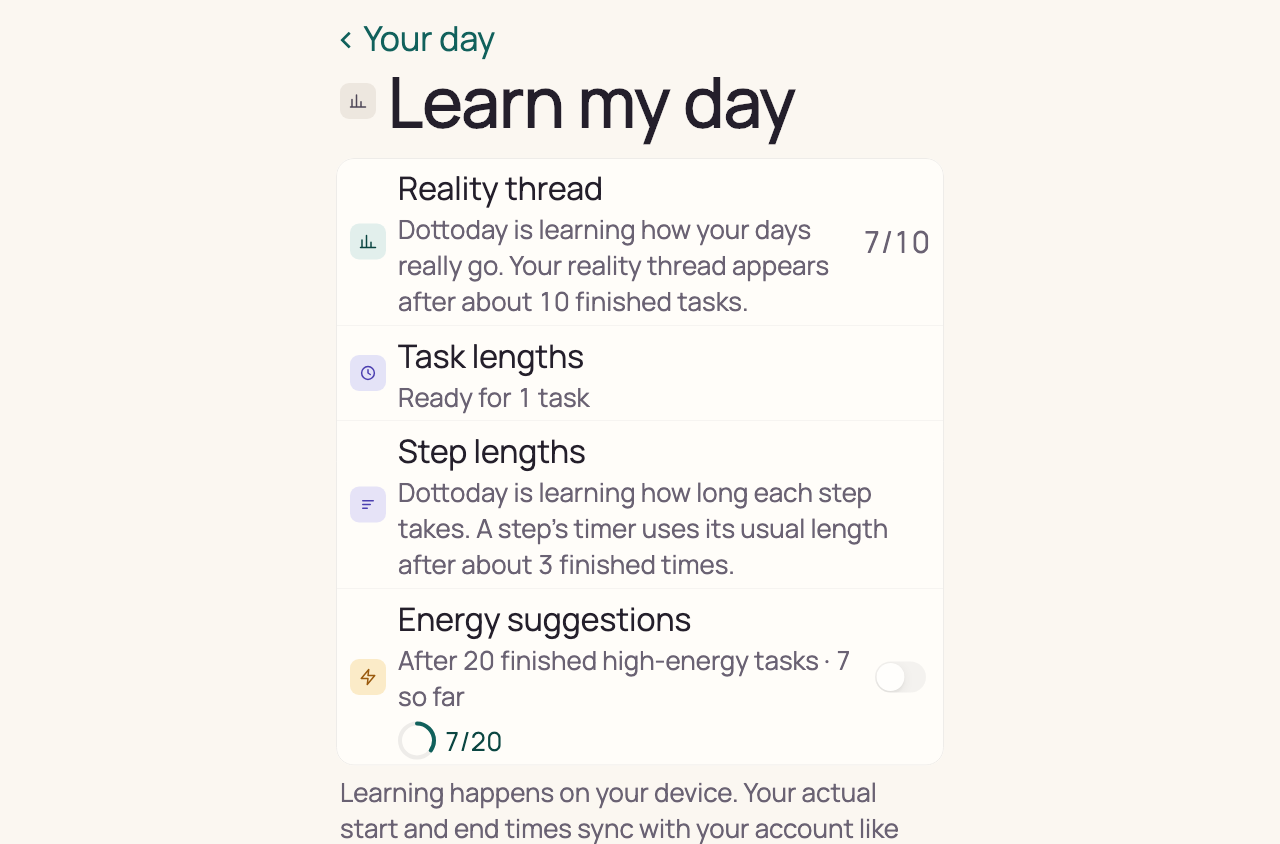 Your day
Learn my day
Reality thread
Dottoday is learning how your days
really go. Your reality thread appears
after about 10 finished tasks.
7/10
Task lengths
Ready for 1 task
Step lengths
Dottoday is learning how long each step
takes. A step’s timer uses its usual length
after about 3 finished times.
Energy suggestions
After 20 finished high-energy tasks · 7
so far
7/20
Learning happens on your device. Your actual
start and end times sync with your account like